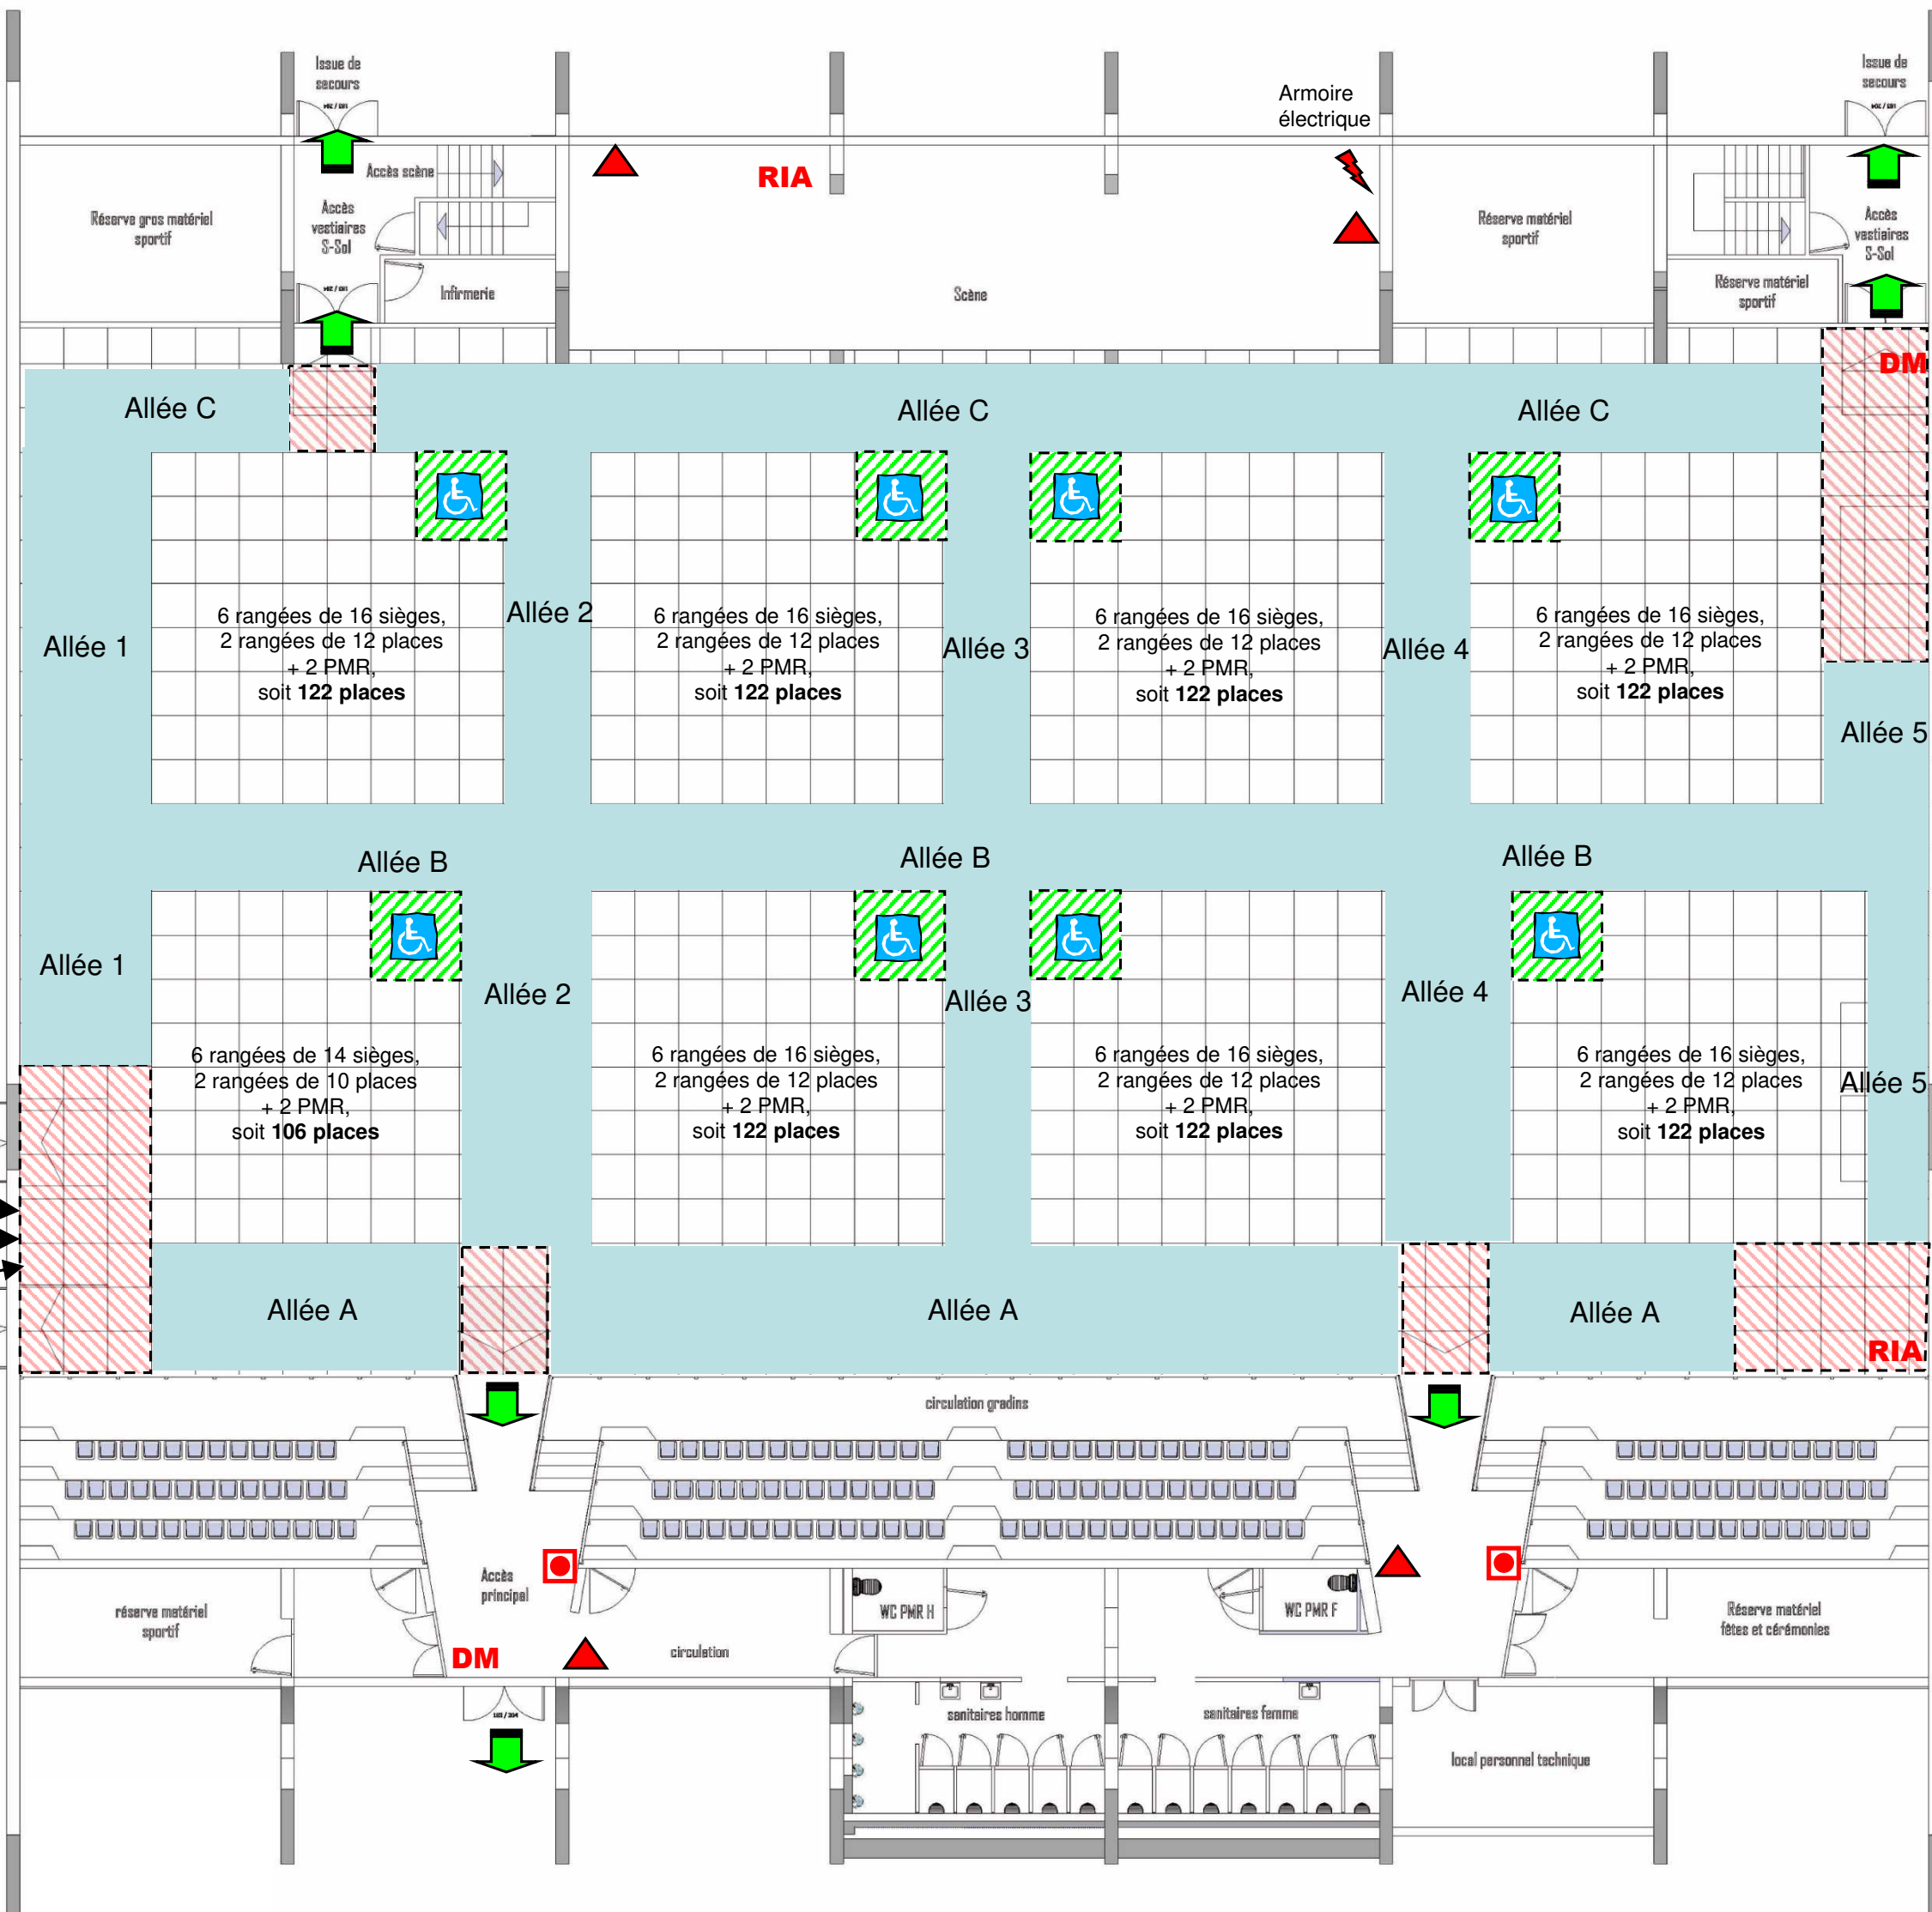 Issue de
secours
Issue de
secours
Armoire
électrique
Accès scène
RIA
Réserve gros matériel
sportif
Accès
vestiaires
S-Sol
Réserve matériel
sportif
Accès
vestiaires
S-Sol
Infirmerie
Scène
Réserve matériel
sportif
DM
Allée C
Allée C
Allée C
6 rangées de 16 sièges,
2 rangées de 12 places
+ 2 PMR,
soit 122 places
6 rangées de 16 sièges,
2 rangées de 12 places
+ 2 PMR,
soit 122 places
6 rangées de 16 sièges,
2 rangées de 12 places
+ 2 PMR,
soit 122 places
6 rangées de 16 sièges,
2 rangées de 12 places
+ 2 PMR,
soit 122 places
Allée 1
Allée 2
Allée 3
Allée 4
Allée 5
Allée B
Allée B
Allée B
Allée 1
Allée 2
Allée 3
Allée 4
Allée 5
6 rangées de 14 sièges,
2 rangées de 10 places
+ 2 PMR,
soit 106 places
6 rangées de 16 sièges,
2 rangées de 12 places
+ 2 PMR,
soit 122 places
6 rangées de 16 sièges,
2 rangées de 12 places
+ 2 PMR,
soit 122 places
6 rangées de 16 sièges,
2 rangées de 12 places
+ 2 PMR,
soit 122 places
Allée A
Allée A
Allée A
RIA
circulation gradins
Accès
principal
réserve matériel
sportif
DM
circulation
WC PMR H
WC PMR F
Réserve matériel
fêtes et cérémonies
sanitaires homme
sanitaires femme
local personnel technique